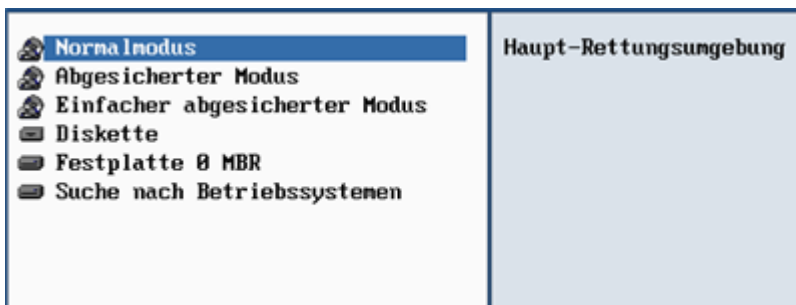 Normalmodus
Haupt-Rettungsumgebung
Abgesicherter Modus
Einfacher abgesicherter Modus
Diskette
Festplatte 0 MBR
Suche nach Betriebssystemen